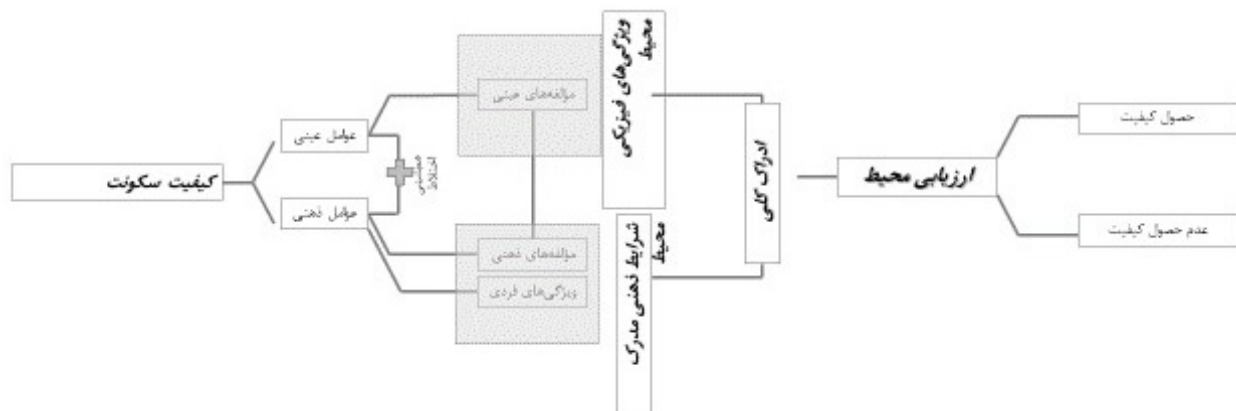 کیفیت سکونت
عوامل عینی
عوامل ذهنی
اختلاط
مؤلفه‌های عینی
مؤلفه‌های ذهنی
ویژگی‌های فردی
ویژگی‌های فیزیکی
محیط
شرایط ذهنی مدرک
محیط
ادراک کلی
ارزیابی محیط
حصول کیفیت
عدم حصول کیفیت